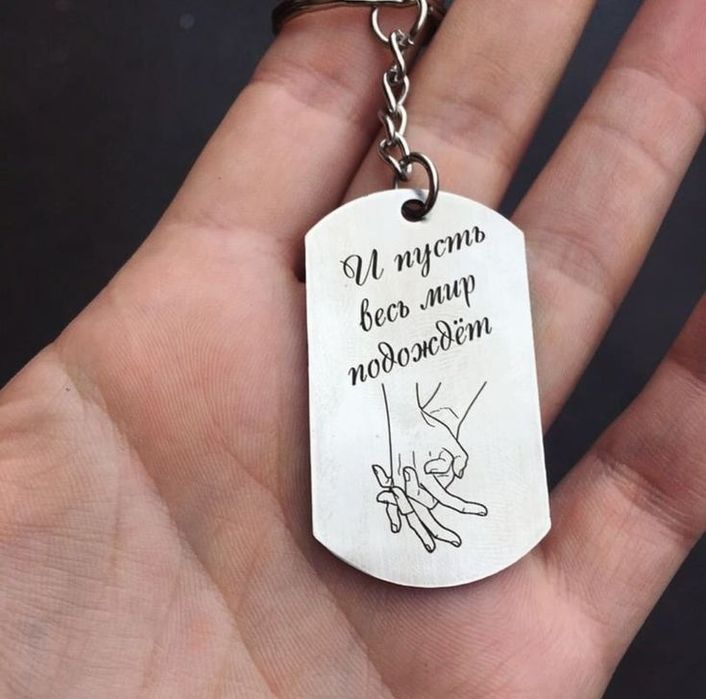 И пусть
весь мир
подождёт